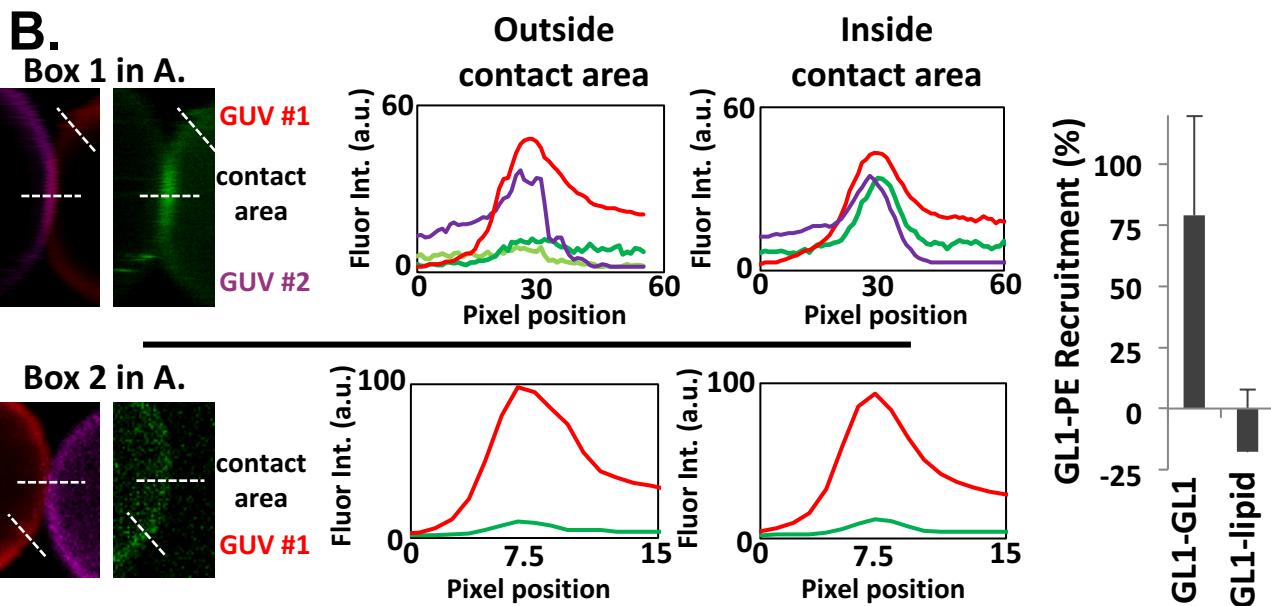 B.
Box 1 in A.
GUV #1
contact
area
GUV #2
Outside
contact area
Fluor Int. (a.u.)
60
0
0 30 60
Pixel position
Inside
contact area
Fluor Int. (a.u.)
60
0
0 30 60
Pixel position
Box 2 in A.
contact
area
GUV #1
Fluor Int. (a.u.)
100
0
0 7.5 15
Pixel position
Fluor Int. (a.u.)
100
0
0 7.5 15
Pixel position
GL1-PE Recruitment (%)
100
75
50
25
0
-25
GL1-GL1
GL1-lipid